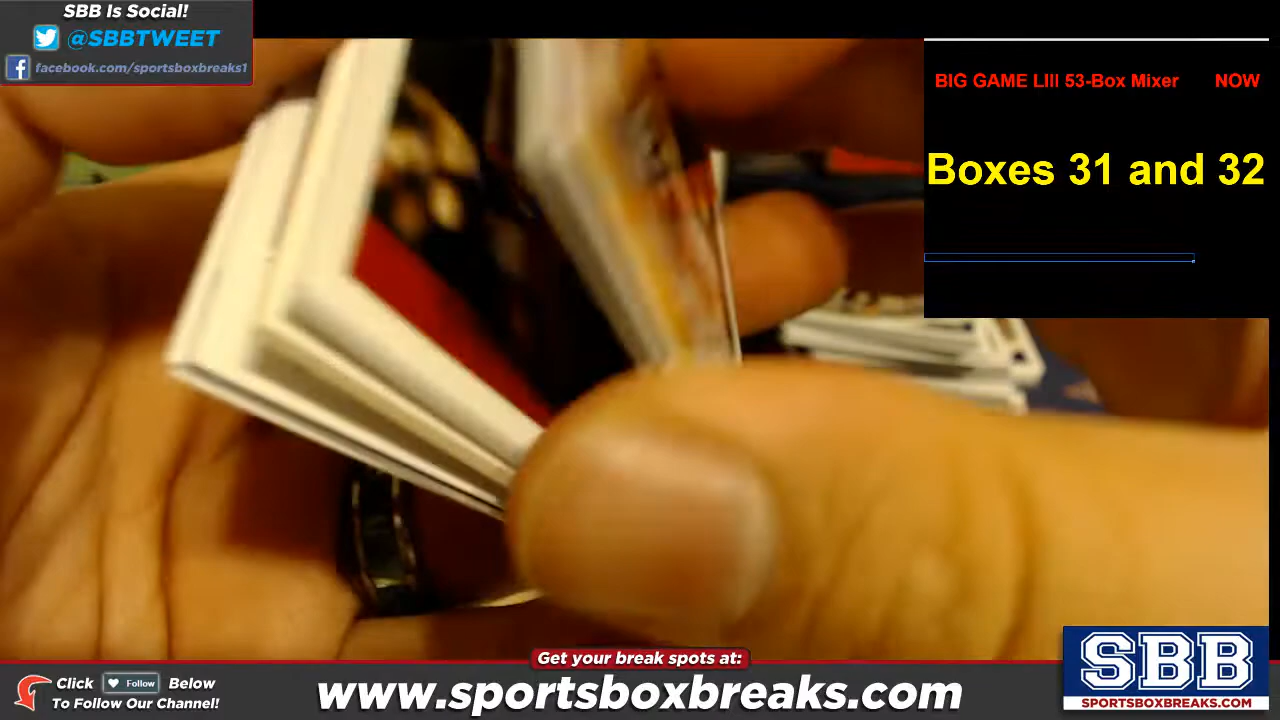 SBB Is Social!
@SBBTWEET
facebook.com/sportsboxbreaks1
BIG GAME LIII 53-Box Mixer NOW
Boxes 31 and 32
Get your break spots at:
Click Follow Below
To Follow Our Channel!
www.sportsboxbreaks.com
SBB
SPORTSBOXBREAKS.COM